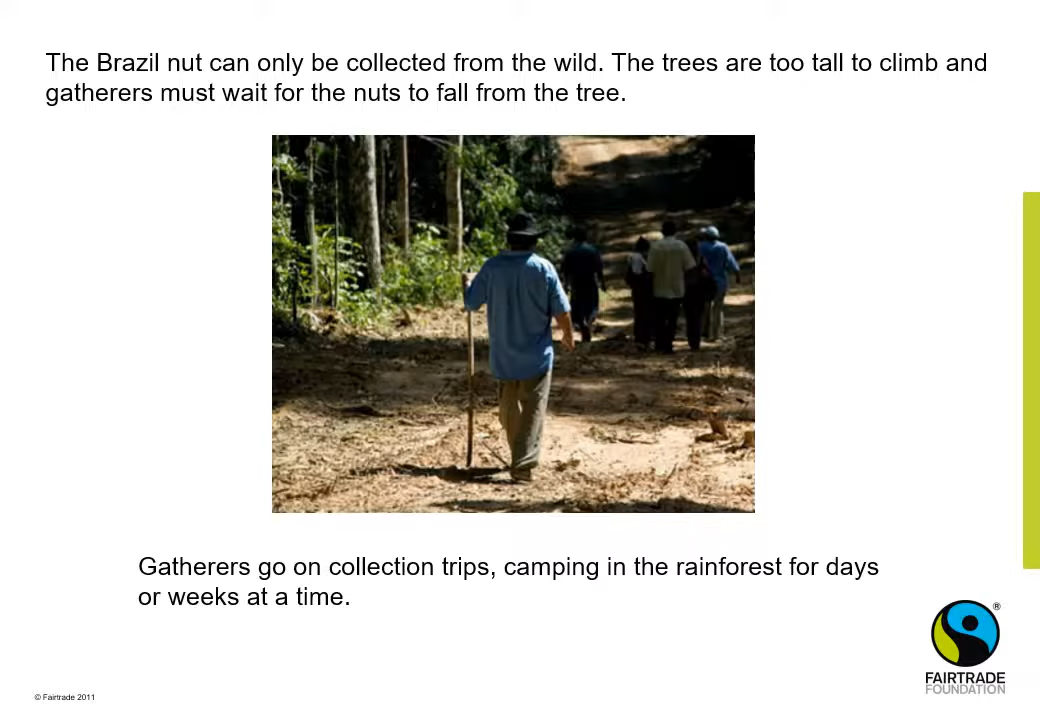 The Brazil nut can only be collected from the wild. The trees are too tall to climb and
gatherers must wait for the nuts to fall from the tree.
Gatherers go on collection trips, camping in the rainforest for days
or weeks at a time.
®
FAIRTRADE
FOUNDATION
© Fairtrade 2011